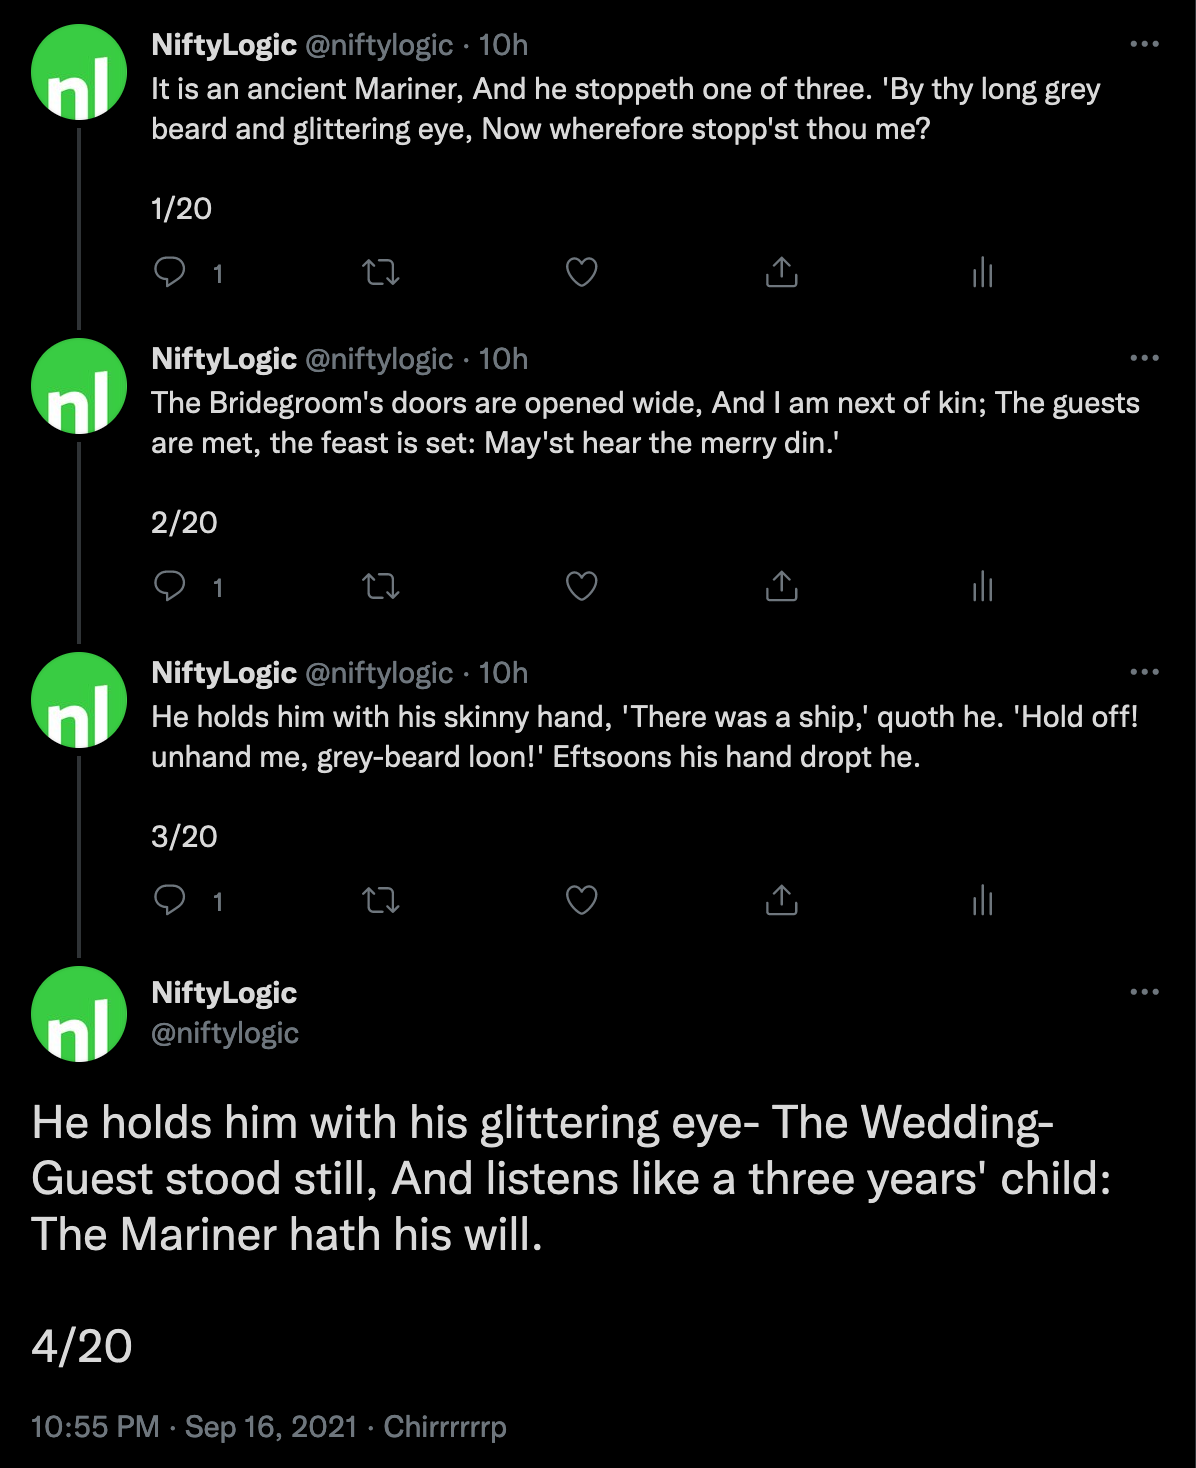 nl
NiftyLogic @niftylogic · 10h
It is an ancient Mariner, And he stoppeth one of three. 'By thy long grey
beard and glittering eye, Now wherefore stopp'st thou me?
1/20
1
nl
NiftyLogic @niftylogic · 10h
The Bridegroom's doors are opened wide, And I am next of kin; The guests
are met, the feast is set: May'st hear the merry din.'
2/20
1
nl
NiftyLogic @niftylogic · 10h
He holds him with his skinny hand, 'There was a ship,' quoth he. 'Hold off!
unhand me, grey-beard loon!' Eftsoons his hand dropt he.
3/20
1
nl
NiftyLogic
@niftylogic
He holds him with his glittering eye- The Wedding-
Guest stood still, And listens like a three years' child:
The Mariner hath his will.
4/20
10:55 PM · Sep 16, 2021 · Chirrrrrrp